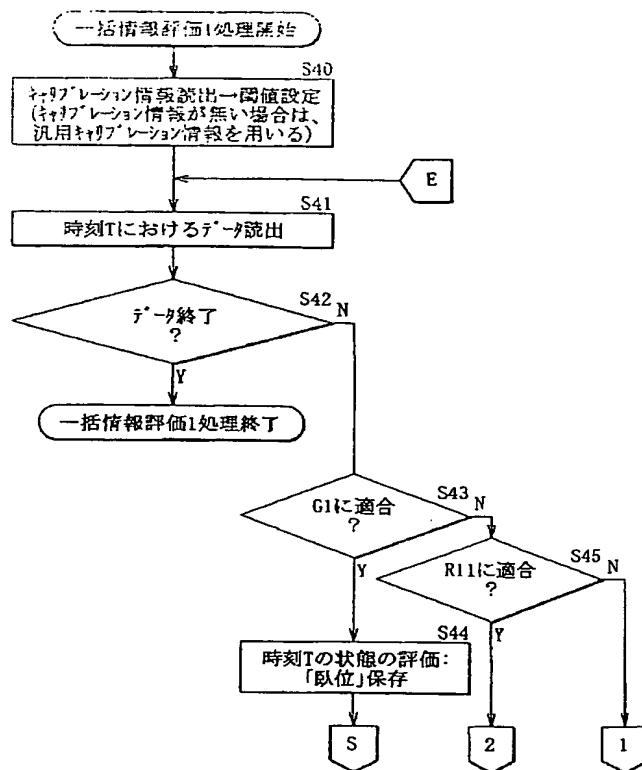 一括情報評価1処理開始
S40
ｷｬﾘﾌﾞﾚｰｼｮﾝ情報読出→閾値設定
(ｷｬﾘﾌﾞﾚｰｼｮﾝ情報が無い場合は、
汎用ｷｬﾘﾌﾞﾚｰｼｮﾝ情報を用いる)
E
S41
時刻Tにおけるﾃﾞｰﾀ読出
S42
ﾃﾞｰﾀ終了
?
N
Y
一括情報評価1処理終了
S43
G1に適合
?
N
Y
S45
R11に適合
?
N
Y
S44
時刻Tの状態の評価:
「臥位」保存
S
2
1